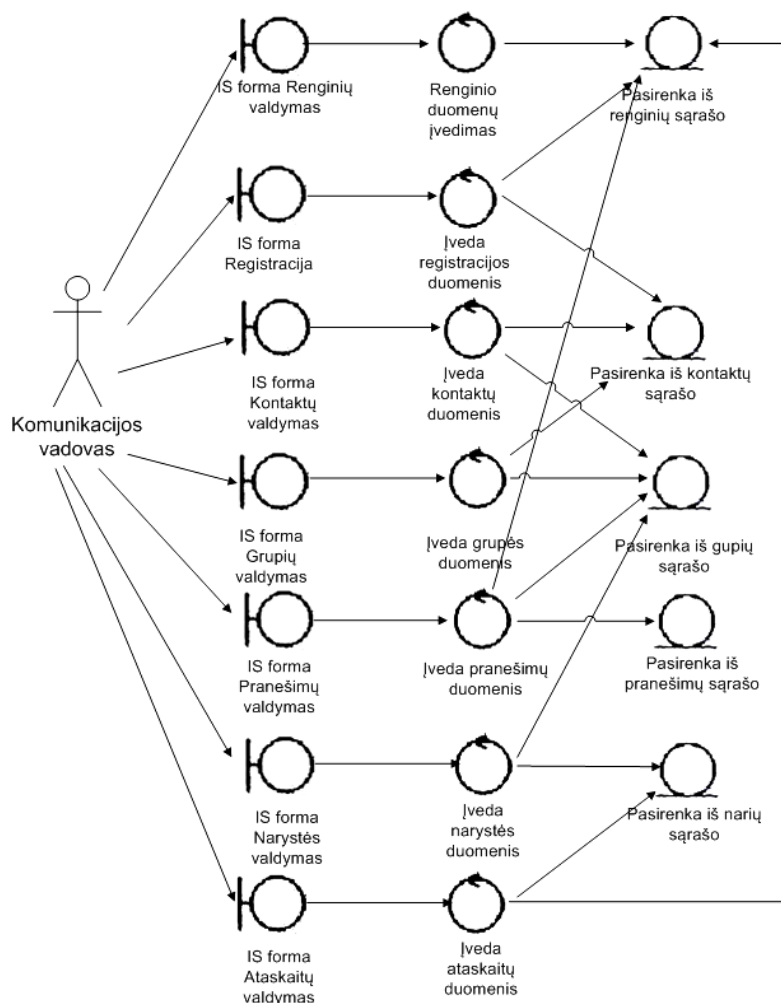 IS forma Renginių
valdymas
Renginio
duomenų
įvedimas
Pasirenka iš
renginių sąrašo
IS forma
Registracija
Įveda
registracijos
duomenis
Komunikacijos
vadovas
IS forma
Kontaktų
valdymas
Įveda
kontaktų
duomenis
Pasirenka iš kontaktų
sąrašo
IS forma
Grupių
valdymas
Įveda grupės
duomenis
Pasirenka iš gupių
sąrašo
IS forma
Pranešimų
valdymas
Įveda pranešimų
duomenis
Pasirenka iš
pranešimų sąrašo
IS forma
Narystės
valdymas
Įveda
narystės
duomenis
Pasirenka iš narių
sąrašo
IS forma
Ataskaitų
valdymas
Įveda
ataskaitų
duomenis